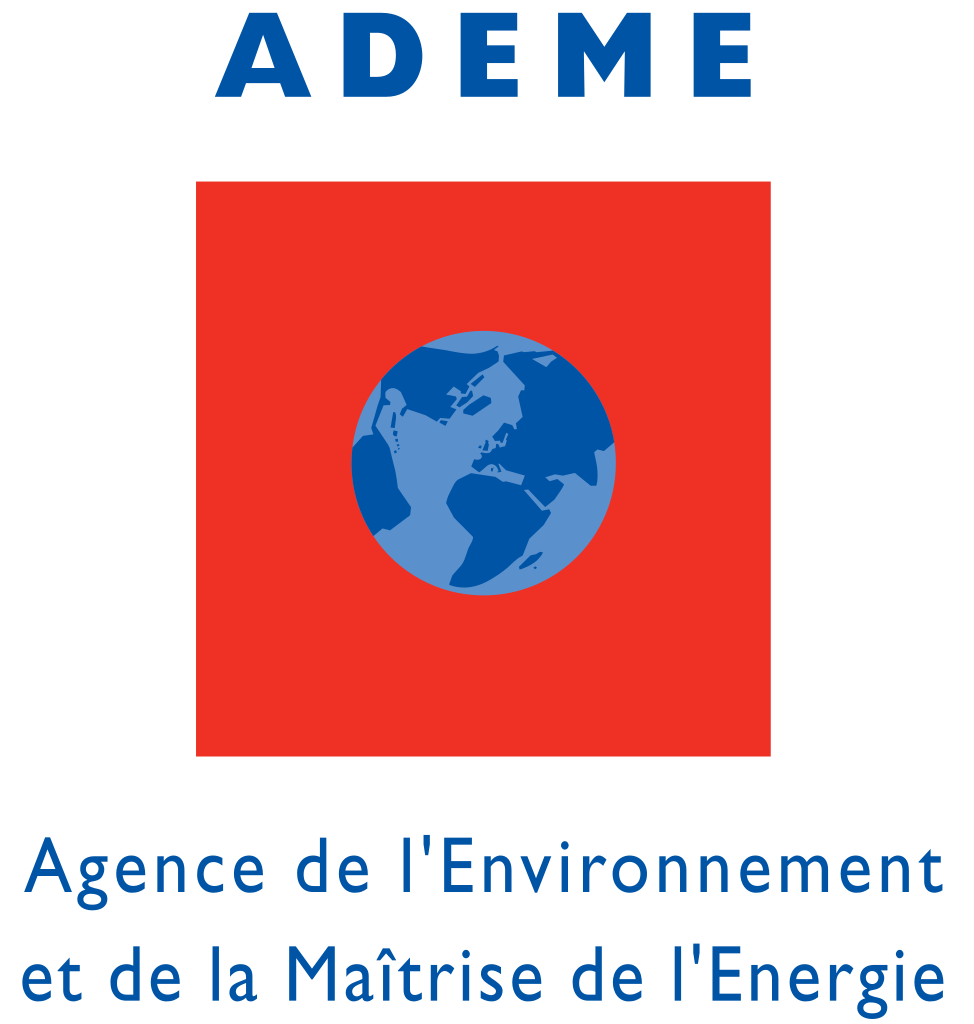 ADEME
Agence de l'Environnement
et de la Maîtrise de l'Energie